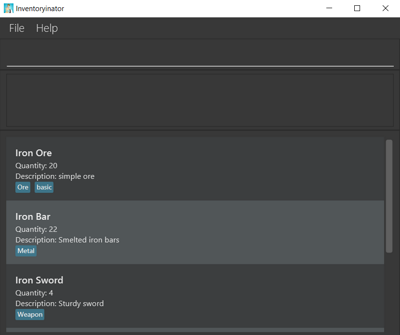 Inventoryinator
File Help
Iron Ore
Quantity: 20
Description: simple ore
Ore basic
Iron Bar
Quantity: 22
Description: Smelted iron bars
Metal
Iron Sword
Quantity: 4
Description: Sturdy sword
Weapon